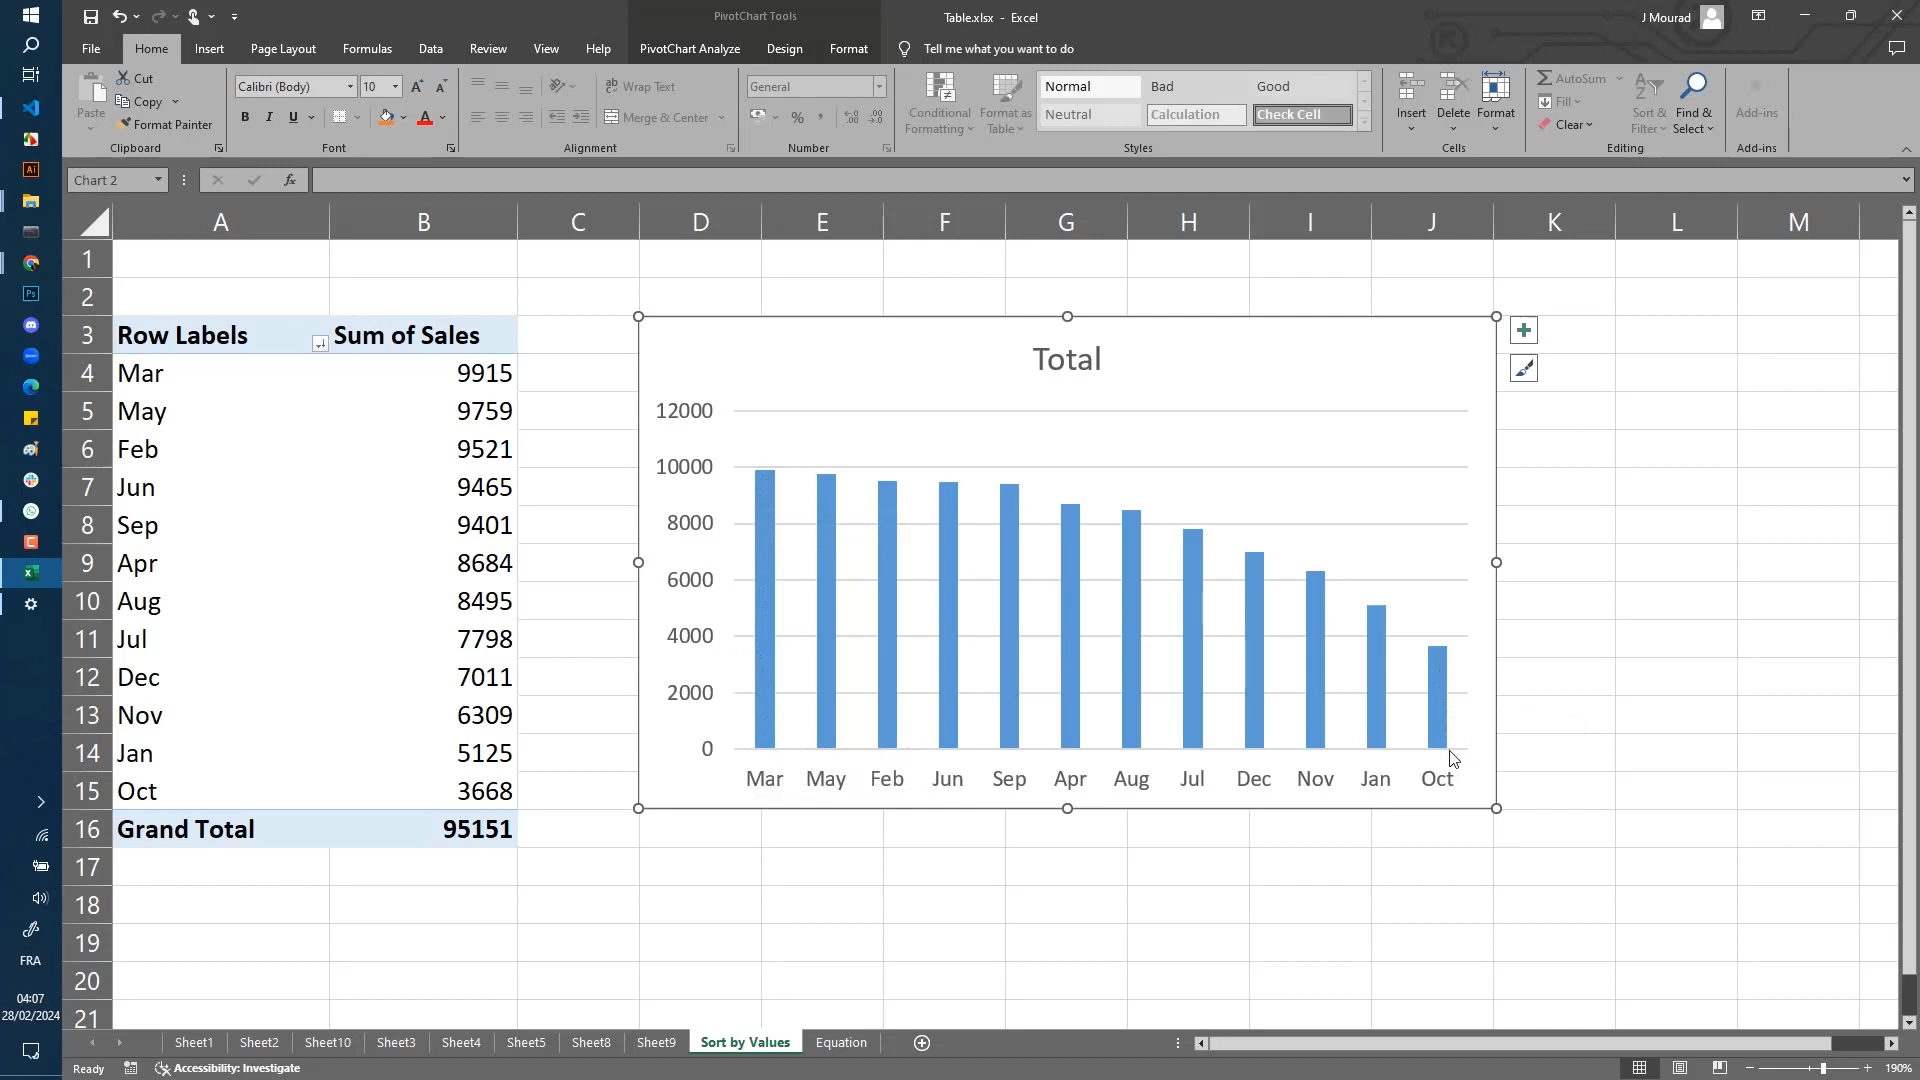 PivotChart Tools
Table.xlsx - Excel
J Mourad
File Home Insert Page Layout Formulas Data Review View Help PivotChart Analyze Design Format Tell me what you want to do
Paste
Cut
Copy
Format Painter
Clipboard
Calibri (Body) 10
B I U
Font
Wrap Text
Merge & Center
Alignment
General
%
Number
Conditional Formatting
Format as Table
Normal Bad Good
Neutral Calculation Check Cell
Styles
Insert Delete Format
Cells
AutoSum
Fill
Clear
Sort & Filter
Find & Select
Editing
Add-ins
Add-ins
Chart 2
fx
A B C D E F G H I J K L M
1
2
3 Row Labels Sum of Sales
4 Mar 9915
5 May 9759
6 Feb 9521
7 Jun 9465
8 Sep 9401
9 Apr 8684
10 Aug 8495
11 Jul 7798
12 Dec 7011
13 Nov 6309
14 Jan 5125
15 Oct 3668
16 Grand Total 95151
17
18
19
20
21
Total
12000
10000
8000
6000
4000
2000
0
Mar May Feb Jun Sep Apr Aug Jul Dec Nov Jan Oct
Ai
Ps
FRA
04:07
28/02/2024
Sheet1 Sheet2 Sheet10 Sheet3 Sheet4 Sheet5 Sheet8 Sheet9 Sort by Values Equation
Ready
Accessibility: Investigate
190%